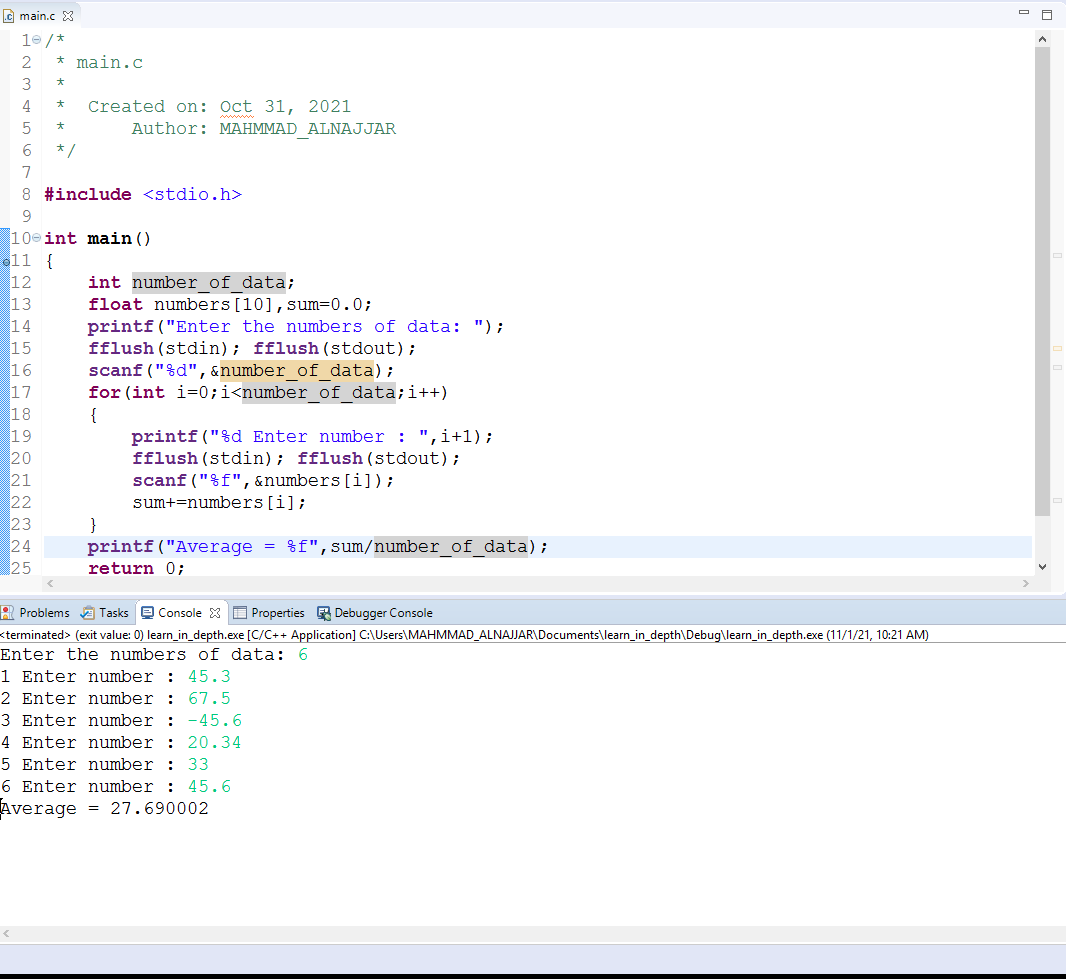 main.c
1 /*
2  * main.c
3  *
4  *  Created on: Oct 31, 2021
5  *      Author: MAHMMAD_ALNAJJAR
6  */
7
8 #include <stdio.h>
9
10 int main()
11 {
12     int number_of_data;
13     float numbers[10],sum=0.0;
14     printf("Enter the numbers of data: ");
15     fflush(stdin); fflush(stdout);
16     scanf("%d",&number_of_data);
17     for(int i=0;i<number_of_data;i++)
18     {
19         printf("%d Enter number : ",i+1);
20         fflush(stdin); fflush(stdout);
21         scanf("%f",&numbers[i]);
22         sum+=numbers[i];
23     }
24     printf("Average = %f",sum/number_of_data);
25     return 0;
Problems Tasks Console Properties Debugger Console
<terminated> (exit value: 0) learn_in_depth.exe [C/C++ Application] C:\Users\MAHMMAD_ALNAJJAR\Documents\learn_in_depth\Debug\learn_in_depth.exe (11/1/21, 10:21 AM)
Enter the numbers of data: 6
1 Enter number : 45.3
2 Enter number : 67.5
3 Enter number : -45.6
4 Enter number : 20.34
5 Enter number : 33
6 Enter number : 45.6
Average = 27.690002